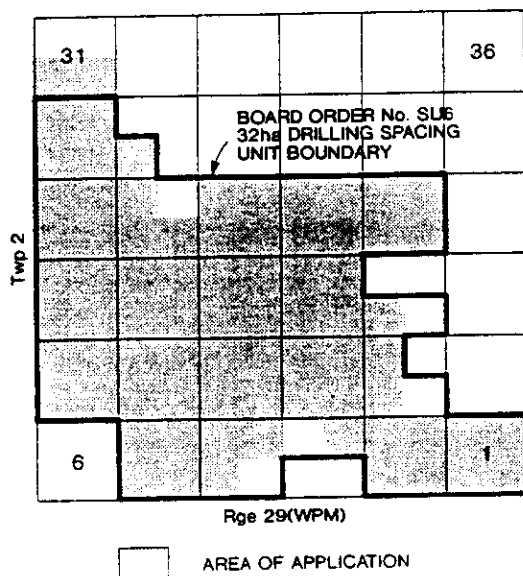 31
36
BOARD ORDER No. SU6
32ha DRILLING SPACING
UNIT BOUNDARY
Twp 2
6
1
Rge 29(WPM)
AREA OF APPLICATION